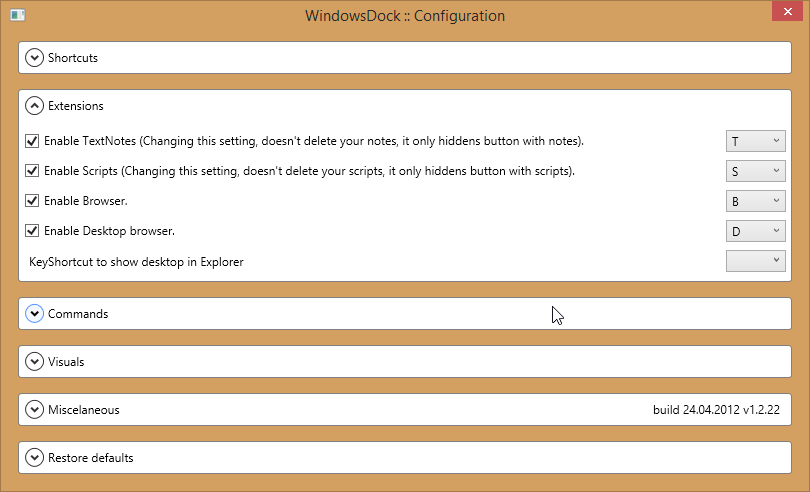 WindowsDock :: Configuration
Shortcuts
Extensions
Enable TextNotes (Changing this setting, doesn't delete your notes, it only hiddens button with notes). T
Enable Scripts (Changing this setting, doesn't delete your scripts, it only hiddens button with scripts). S
Enable Browser. B
Enable Desktop browser. D
KeyShortcut to show desktop in Explorer
Commands
Visuals
Miscellaneous build 24.04.2012 v1.2.22
Restore defaults